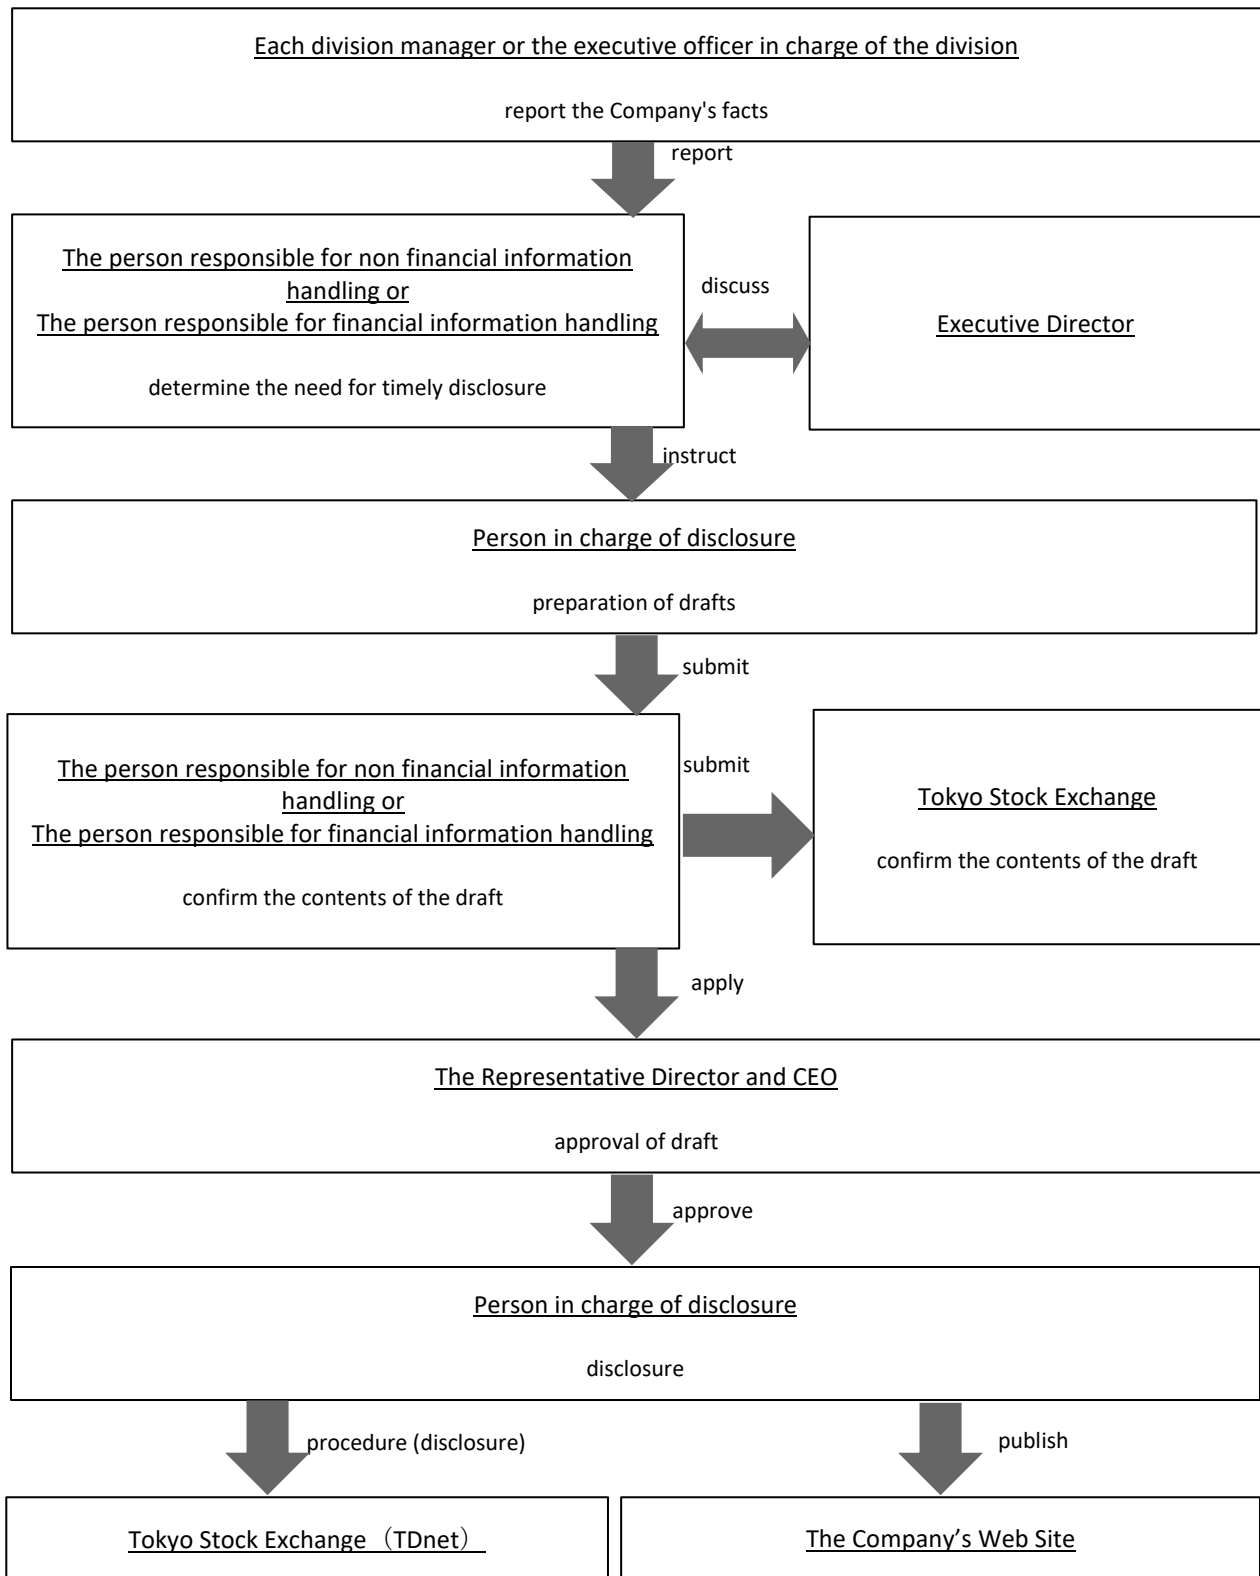 Each division manager or the executive officer in charge of the division
report the Company's facts
report
The person responsible for non financial information
handling or
The person responsible for financial information handling
determine the need for timely disclosure
discuss
Executive Director
instruct
Person in charge of disclosure
preparation of drafts
submit
The person responsible for non financial information
handling or
The person responsible for financial information handling
confirm the contents of the draft
submit
Tokyo Stock Exchange
confirm the contents of the draft
apply
The Representative Director and CEO
approval of draft
approve
Person in charge of disclosure
disclosure
procedure (disclosure)
publish
Tokyo Stock Exchange（TDnet）
The Company’s Web Site